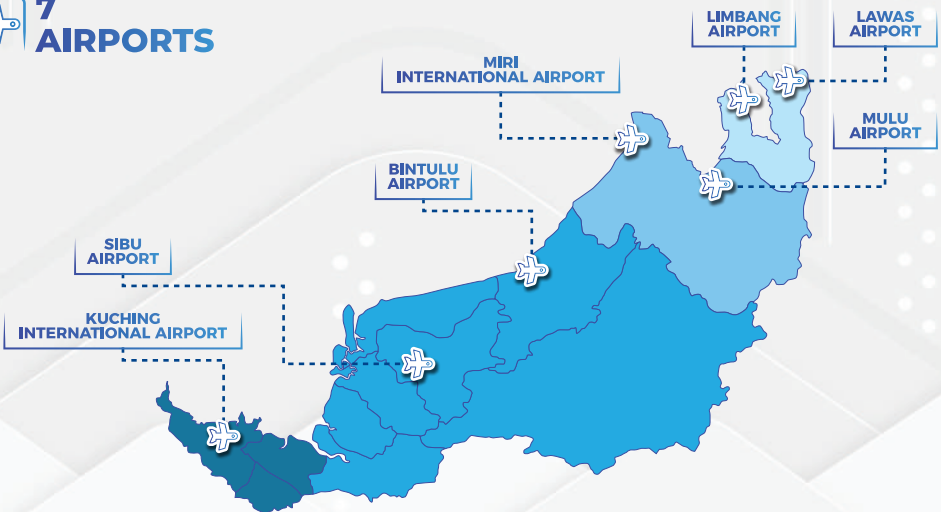 7
AIRPORTS
LIMBANG
AIRPORT
LAWAS
AIRPORT
MIRI
INTERNATIONAL AIRPORT
MULU
AIRPORT
BINTULU
AIRPORT
SIBU
AIRPORT
KUCHING
INTERNATIONAL AIRPORT